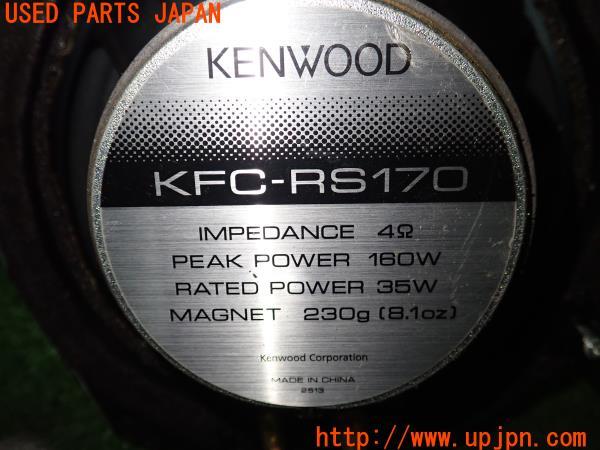 USED PARTS JAPAN
KENWOOD
KFC-RS170
IMPEDANCE 4Ω
PEAK POWER 160W
RATED POWER 35W
MAGNET 230g (8.1oz)
Kenwood Corporation
MADE IN CHINA
2513
http://www.upjpn.com